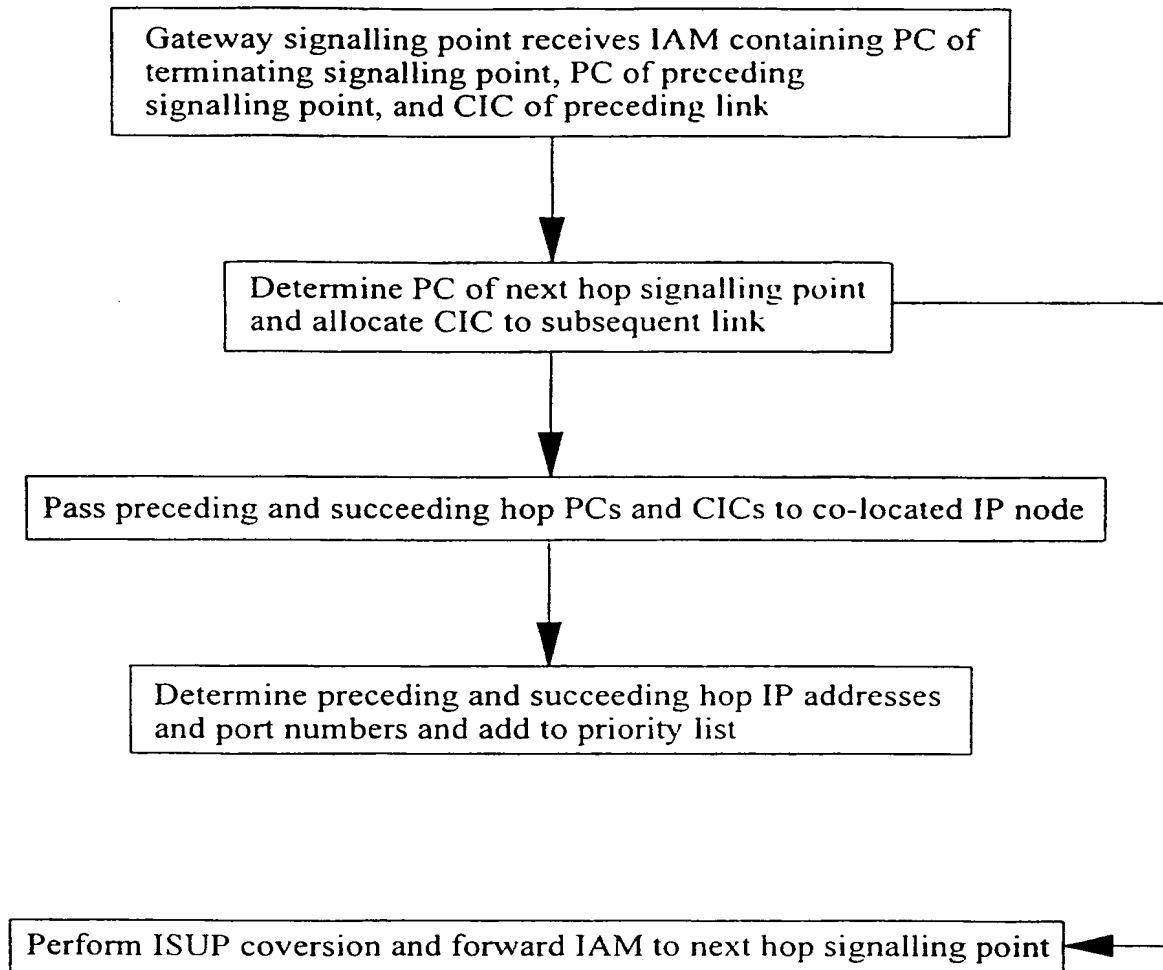 Gateway signalling point receives IAM containing PC of
terminating signalling point, PC of preceding
signalling point, and CIC of preceding link
Determine PC of next hop signalling point
and allocate CIC to subsequent link
Pass preceding and succeeding hop PCs and CICs to co-located IP node
Determine preceding and succeeding hop IP addresses
and port numbers and add to priority list
Perform ISUP coversion and forward IAM to next hop signalling point